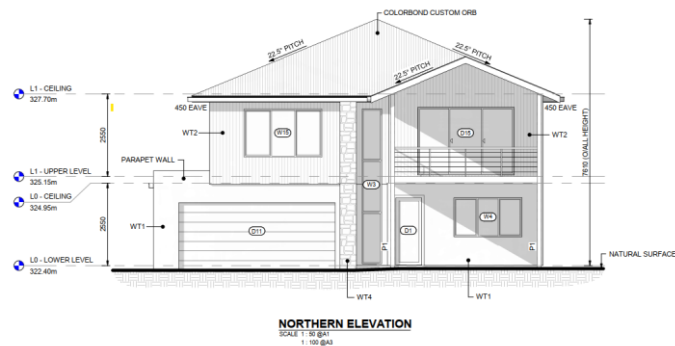 COLORBOND CUSTOM ORB
22.5° PITCH
22.5° PITCH
22.5° PITCH
L1 - CEILING
327.70m
450 EAVE
450 EAVE
2550
WT2
W16
D15
WT2
7610 (O/ALL HEIGHT)
PARAPET WALL
L1 - UPPER LEVEL
325.15m
L0 - CEILING
324.95m
W3
2550
WT1
D11
D1
W4
P1
P1
NATURAL SURFACE
L0 - LOWER LEVEL
322.40m
WT4
WT1
NORTHERN ELEVATION
SCALE 1 : 50 @A1
1 : 100 @A3